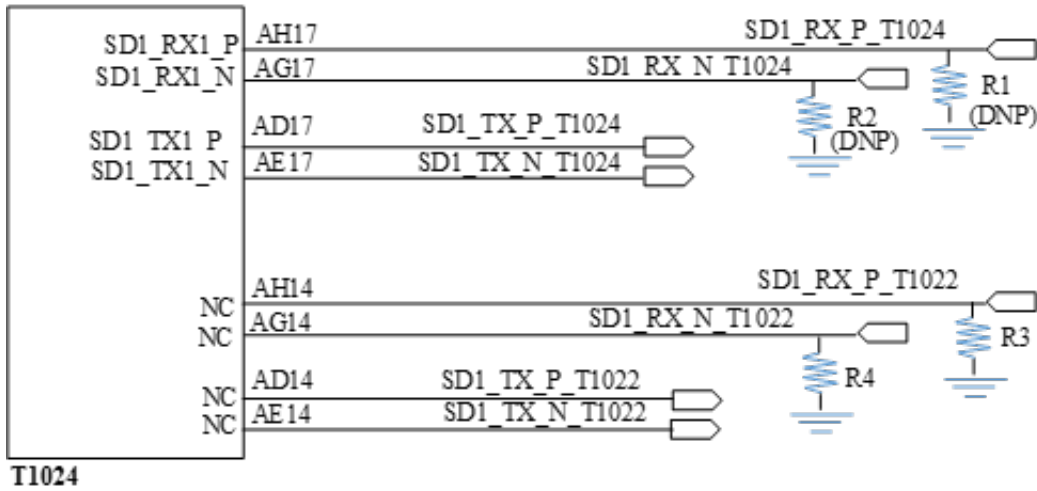 SD1_RX1_P AH17 SD1_RX_P_T1024
SD1_RX1_N AG17 SD1_RX_N_T1024
R1
(DNP)
R2
(DNP)
SD1_TX1_P AD17 SD1_TX_P_T1024
SD1_TX1_N AE17 SD1_TX_N_T1024
NC AH14 SD1_RX_P_T1022
NC AG14 SD1_RX_N_T1022
R3
R4
NC AD14 SD1_TX_P_T1022
NC AE14 SD1_TX_N_T1022
T1024